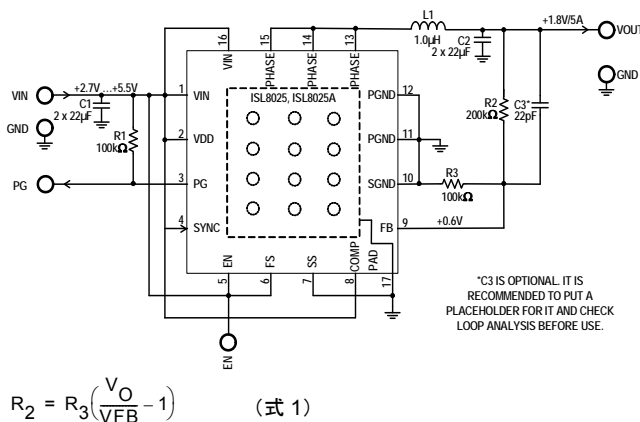 +1.8V/5A
VOUT
L1
1.0µH
C2
2 x 22µF
16
15
14
13
VIN
PHASE
PHASE
PHASE
GND
VIN
+2.7V ...+5.5V
1
VIN
ISL8025, ISL8025A
PGND
12
C1
2 x 22µF
R2
200kΩ
C3*
22pF
GND
R1
100kΩ
2
VDD
PGND
11
PG
3
PG
SGND
10
R3
100kΩ
4
SYNC
FB
9
+0.6V
EN
FS
SS
COMP
PAD
5
6
7
8
17
*C3 IS OPTIONAL. IT IS
RECOMMENDED TO PUT A
PLACEHOLDER FOR IT AND CHECK
LOOP ANALYSIS BEFORE USE.
EN
R2 = R3(VO/VFB − 1) (式 1)